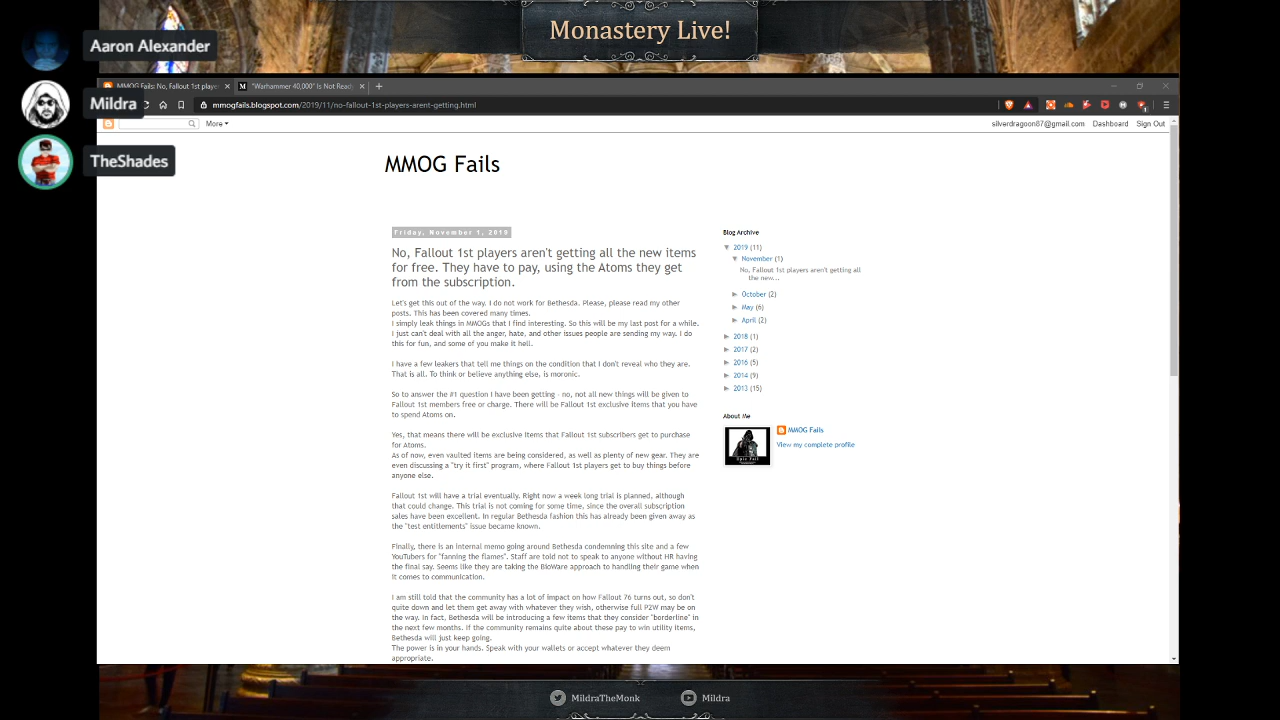 Monastery Live!
Aaron Alexander
Mildra
TheShades
MMOG Fails: No, Fallout 1st playe
"Warhammer 40,000" Is Not Read
mmogfails.blogspot.com/2019/11/no-fallout-1st-players-arent-getting.html
More
silverdragoon87@gmail.com Dashboard Sign Out
MMOG Fails
Friday, November 1, 2019
No, Fallout 1st players aren't getting all the new items
for free. They have to pay, using the Atoms they get
from the subscription.
Let's get this out of the way. I do not work for Bethesda. Please, please read my other
posts. This has been covered many times.
I simply leak things in MMOGs that I find interesting. So this will be my last post for a while.
I just can't deal with all the anger, hate, and other issues people are sending my way. I do
this for fun, and some of you make it hell.
I have a few leakers that tell me things on the condition that I don't reveal who they are.
That is all. To think or believe anything else, is moronic.
So to answer the #1 question I have been getting - no, not all new things will be given to
Fallout 1st members free or charge. There will be Fallout 1st exclusive items that you have
to spend Atoms on.
Yes, that means there will be exclusive items that Fallout 1st subscribers get to purchase
for Atoms.
As of now, even vaulted items are being considered, as well as plenty of new gear. They are
even discussing a "try it first" program, where Fallout 1st players get to buy things before
anyone else.
Fallout 1st will have a trial eventually. Right now a week long trial is planned, although
that could change. This trial is not coming for some time, since the overall subscription
sales have been excellent. In regular Bethesda fashion this has already been given away as
the "test entitlements" issue became known.
Finally, there is an internal memo going around Bethesda condemning this site and a few
YouTubers for "fanning the flames". Staff are told not to speak to anyone without HR having
the final say. Seems like they are taking the BioWare approach to handling their game when
it comes to communication.
I am still told that the community has a lot of impact on how Fallout 76 turns out, so don't
quite down and let them get away with whatever they wish, otherwise full P2W may be on
the way. In fact, Bethesda will be introducing a few items that they consider "borderline" in
the next few months. If the community remains quite about these pay to win utility items,
Bethesda will just keep going.
The power is in your hands. Speak with your wallets or accept whatever they deem
appropriate.
Blog Archive
▼ 2019 (11)
▼ November (1)
No, Fallout 1st players aren't getting all
the new...
► October (2)
► May (6)
► April (2)
► 2018 (1)
► 2017 (2)
► 2016 (5)
► 2014 (9)
► 2013 (15)
About Me
Epic Fail
MMOG Fails
View my complete profile
MildraTheMonk
Mildra